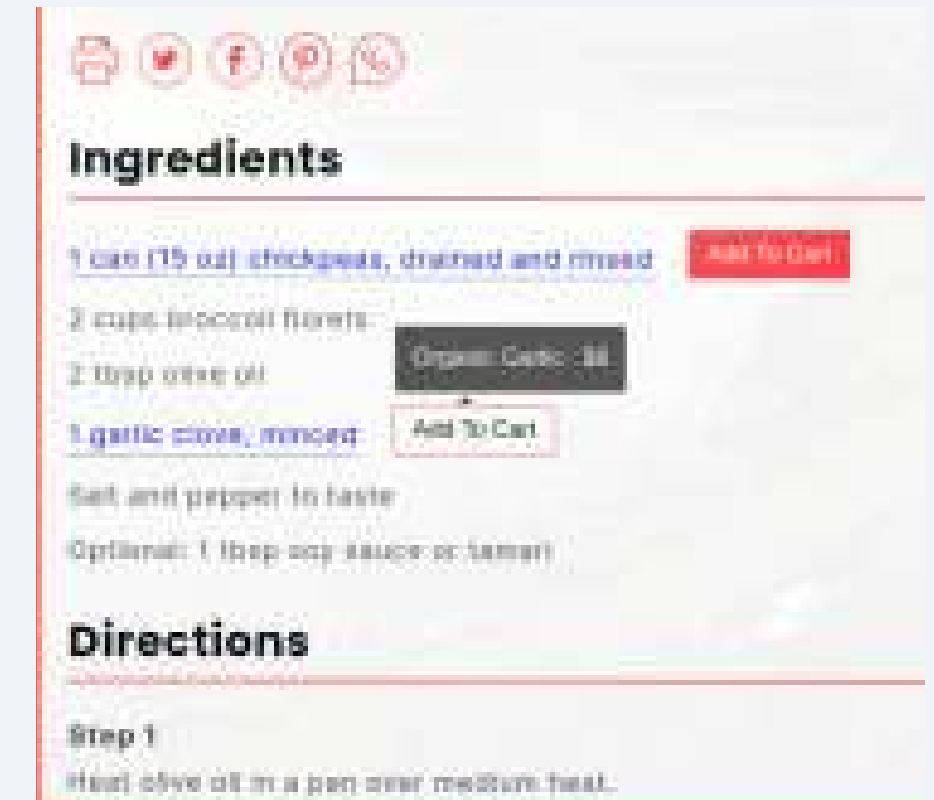 Ingredients
1 can (15 oz) chickpeas, drained and rinsed
Add To Cart
2 cups broccoli florets
Organic Garlic
2 tbsp olive oil
1 garlic clove, minced
Add To Cart
Salt and pepper to taste
Optional: 1 tbsp soy sauce or tamari
Directions
Step 1
Heat olive oil in a pan over medium heat.